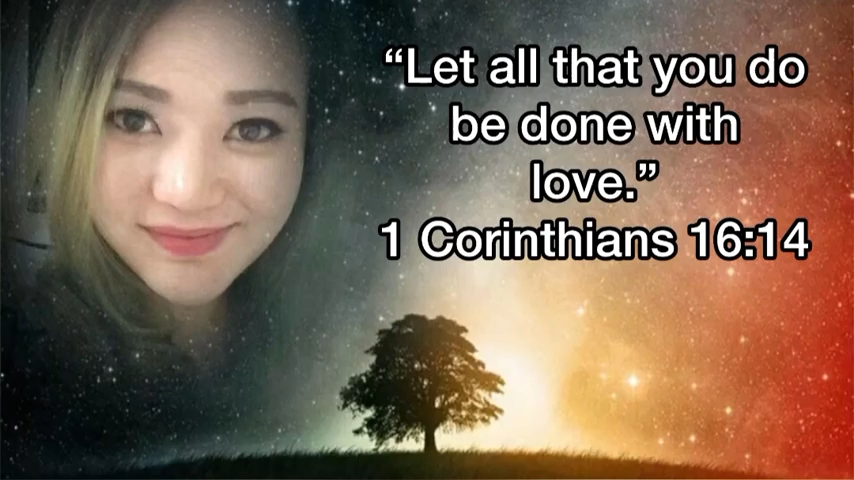 “Let all that you do
be done with
love.”
1 Corinthians 16:14